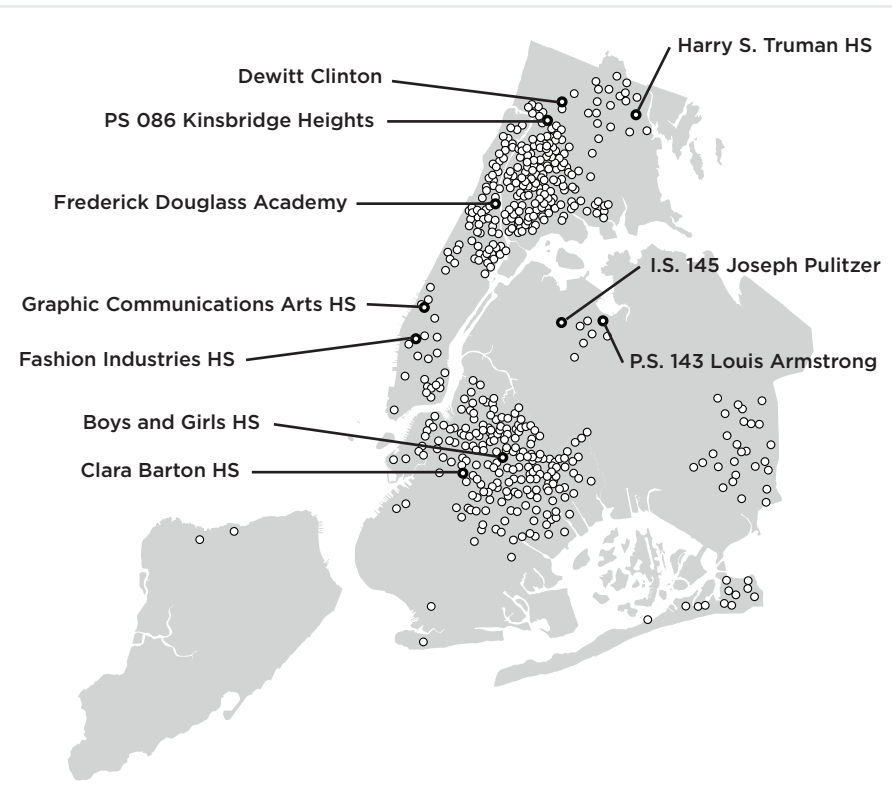 Harry S. Truman HS
Dewitt Clinton
PS 086 Kinsbridge Heights
Frederick Douglass Academy
I.S. 145 Joseph Pulitzer
Graphic Communications Arts HS
Fashion Industries HS
P.S. 143 Louis Armstrong
Boys and Girls HS
Clara Barton HS